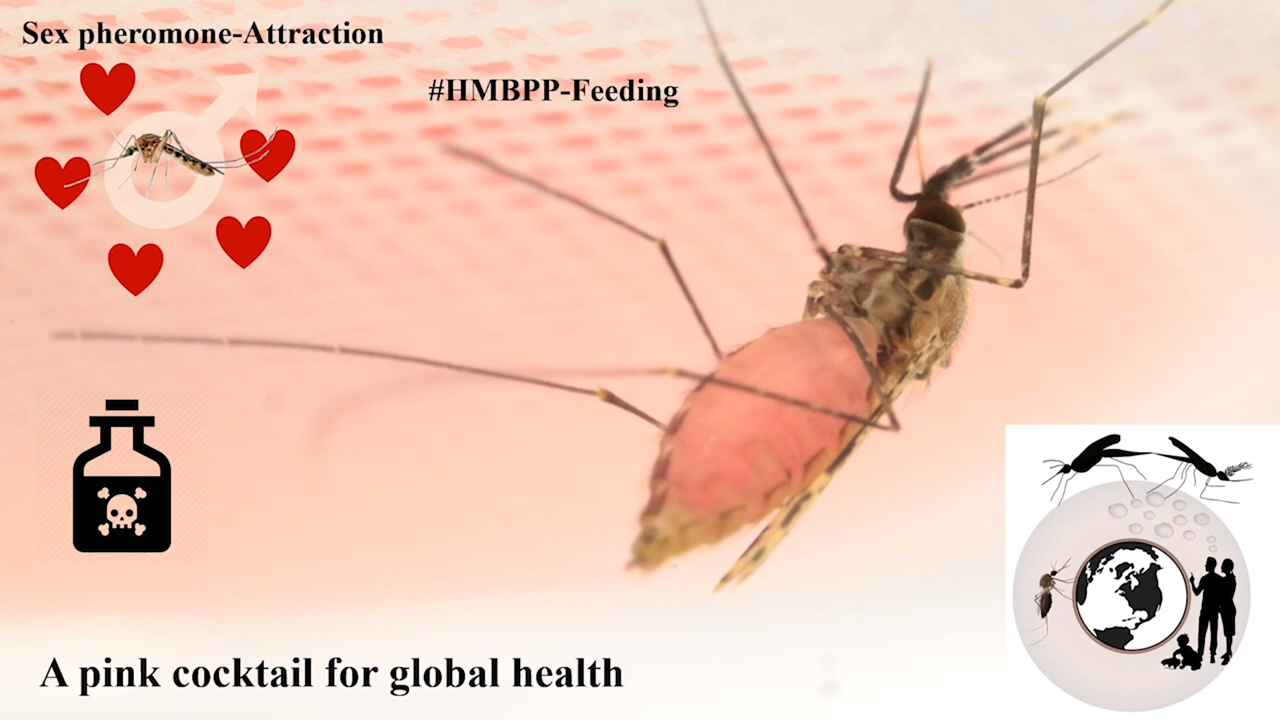 Sex pheromone-Attraction
#HMBPP-Feeding
A pink cocktail for global health